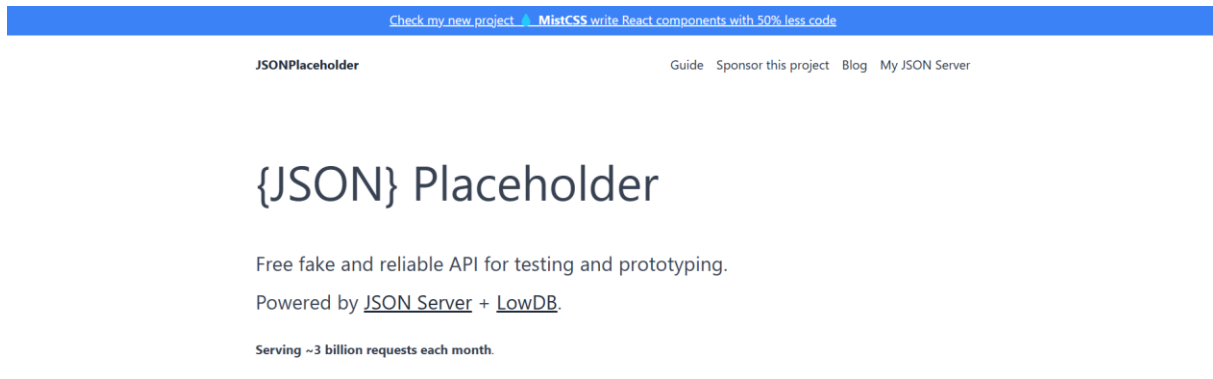 Check my new project 💧 MistCSS write React components with 50% less code
JSONPlaceholder
Guide Sponsor this project Blog My JSON Server
{JSON} Placeholder
Free fake and reliable API for testing and prototyping.
Powered by JSON Server + LowDB.
Serving ~3 billion requests each month.